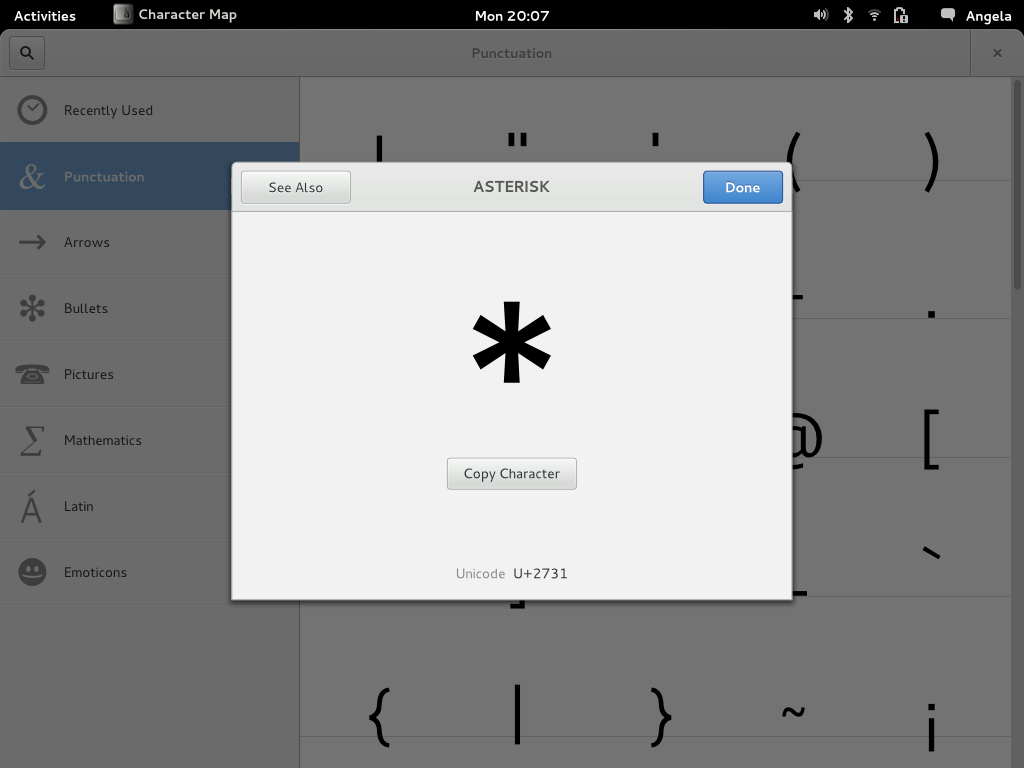 Activities Character Map Mon 20:07 Angela
Punctuation ×
Recently Used
Punctuation
Arrows
Bullets
Pictures
Mathematics
Latin
Emoticons
See Also ASTERISK Done
*
Copy Character
Unicode U+2731
" ' ( )
.
@ [
`
{ | } ~ ¡